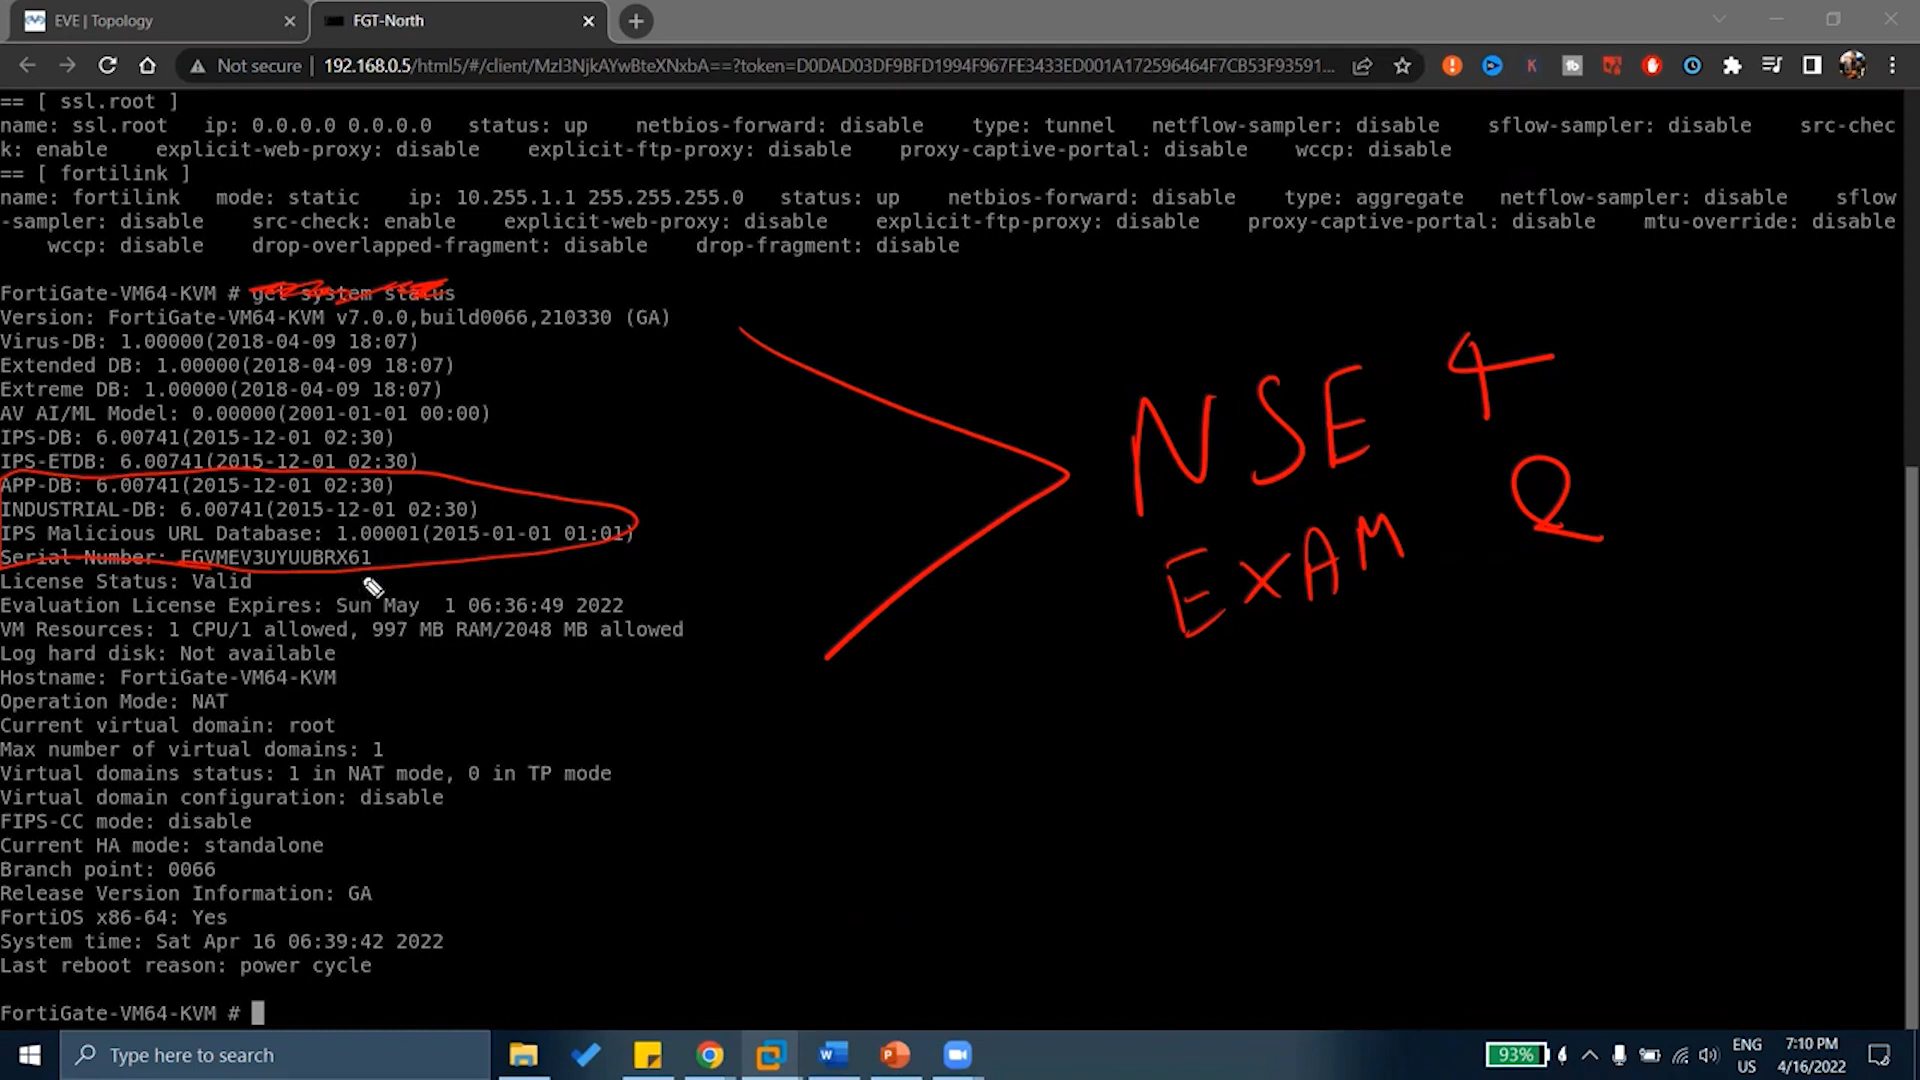 EVE | Topology
FGT-North
Not secure
192.168.0.5/html5/#/client/MzI3NjkAYwBteXNxbA==?token=D0DAD03DF9BFD1994F967FE3433ED001A172596464F7CB53F93591...
== [ ssl.root ]
name: ssl.root ip: 0.0.0.0 0.0.0.0 status: up netbios-forward: disable type: tunnel netflow-sampler: disable sflow-sampler: disable src-chec
k: enable explicit-web-proxy: disable explicit-ftp-proxy: disable proxy-captive-portal: disable wccp: disable
== [ fortilink ]
name: fortilink mode: static ip: 10.255.1.1 255.255.255.0 status: up netbios-forward: disable type: aggregate netflow-sampler: disable sflow
-sampler: disable src-check: enable explicit-web-proxy: disable explicit-ftp-proxy: disable proxy-captive-portal: disable mtu-override: disable
wccp: disable drop-overlapped-fragment: disable drop-fragment: disable
FortiGate-VM64-KVM # get system status
Version: FortiGate-VM64-KVM v7.0.0,build0066,210330 (GA)
Virus-DB: 1.00000(2018-04-09 18:07)
Extended DB: 1.00000(2018-04-09 18:07)
Extreme DB: 1.00000(2018-04-09 18:07)
AV AI/ML Model: 0.00000(2001-01-01 00:00)
IPS-DB: 6.00741(2015-12-01 02:30)
IPS-ETDB: 6.00741(2015-12-01 02:30)
APP-DB: 6.00741(2015-12-01 02:30)
INDUSTRIAL-DB: 6.00741(2015-12-01 02:30)
IPS Malicious URL Database: 1.00001(2015-01-01 01:01)
Serial-Number: FGVMEV3UYUUBRX61
License Status: Valid
Evaluation License Expires: Sun May 1 06:36:49 2022
VM Resources: 1 CPU/1 allowed, 997 MB RAM/2048 MB allowed
Log hard disk: Not available
Hostname: FortiGate-VM64-KVM
Operation Mode: NAT
Current virtual domain: root
Max number of virtual domains: 1
Virtual domains status: 1 in NAT mode, 0 in TP mode
Virtual domain configuration: disable
FIPS-CC mode: disable
Current HA mode: standalone
Branch point: 0066
Release Version Information: GA
FortiOS x86-64: Yes
System time: Sat Apr 16 06:39:42 2022
Last reboot reason: power cycle
FortiGate-VM64-KVM #
NSE 4
EXAM Q
Type here to search
93%
ENG
US
7:10 PM
4/16/2022